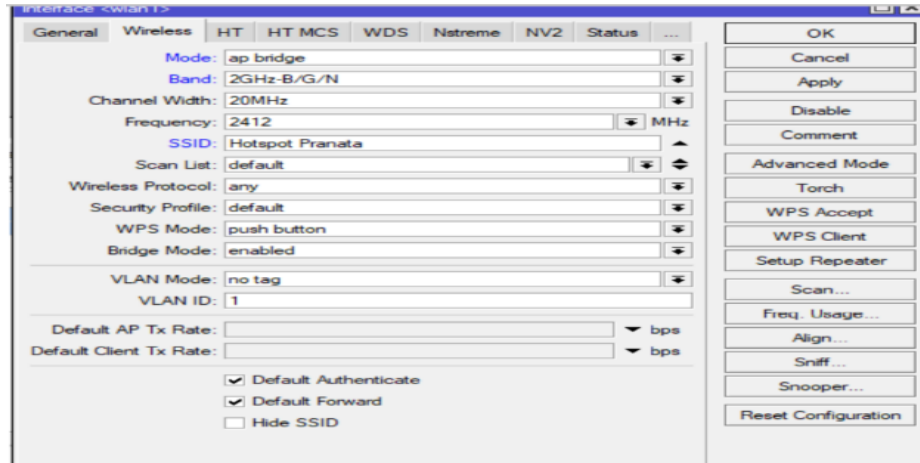 Interface <wlan1>
General Wireless HT HT MCS WDS Nstreme NV2 Status ...
Mode: ap bridge
Band: 2GHz-B/G/N
Channel Width: 20MHz
Frequency: 2412 MHz
SSID: Hotspot Pranata
Scan List: default
Wireless Protocol: any
Security Profile: default
WPS Mode: push button
Bridge Mode: enabled
VLAN Mode: no tag
VLAN ID: 1
Default AP Tx Rate: bps
Default Client Tx Rate: bps
Default Authenticate
Default Forward
Hide SSID
OK
Cancel
Apply
Disable
Comment
Advanced Mode
Torch
WPS Accept
WPS Client
Setup Repeater
Scan...
Freq. Usage...
Align...
Sniff...
Snooper...
Reset Configuration